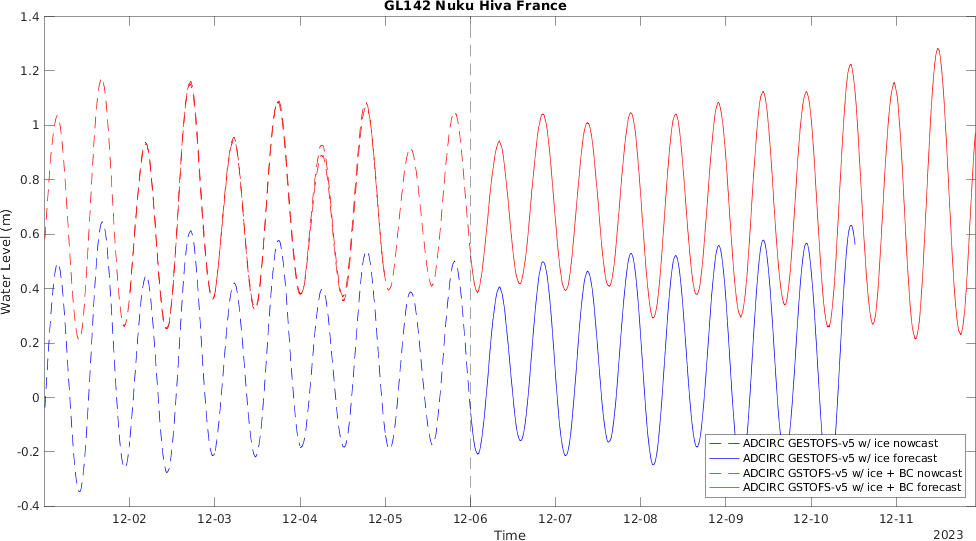 GL142 Nuku Hiva France
1.4
1.2
1
0.8
0.6
0.4
0.2
0
-0.2
-0.4
Water Level (m)
ADCIRC GESTOFS-v5 w/ ice nowcast
ADCIRC GESTOFS-v5 w/ ice forecast
ADCIRC GSTOFS-v5 w/ ice + BC nowcast
ADCIRC GSTOFS-v5 w/ ice + BC forecast
12-02 12-03 12-04 12-05 12-06 12-07 12-08 12-09 12-10 12-11
Time
2023